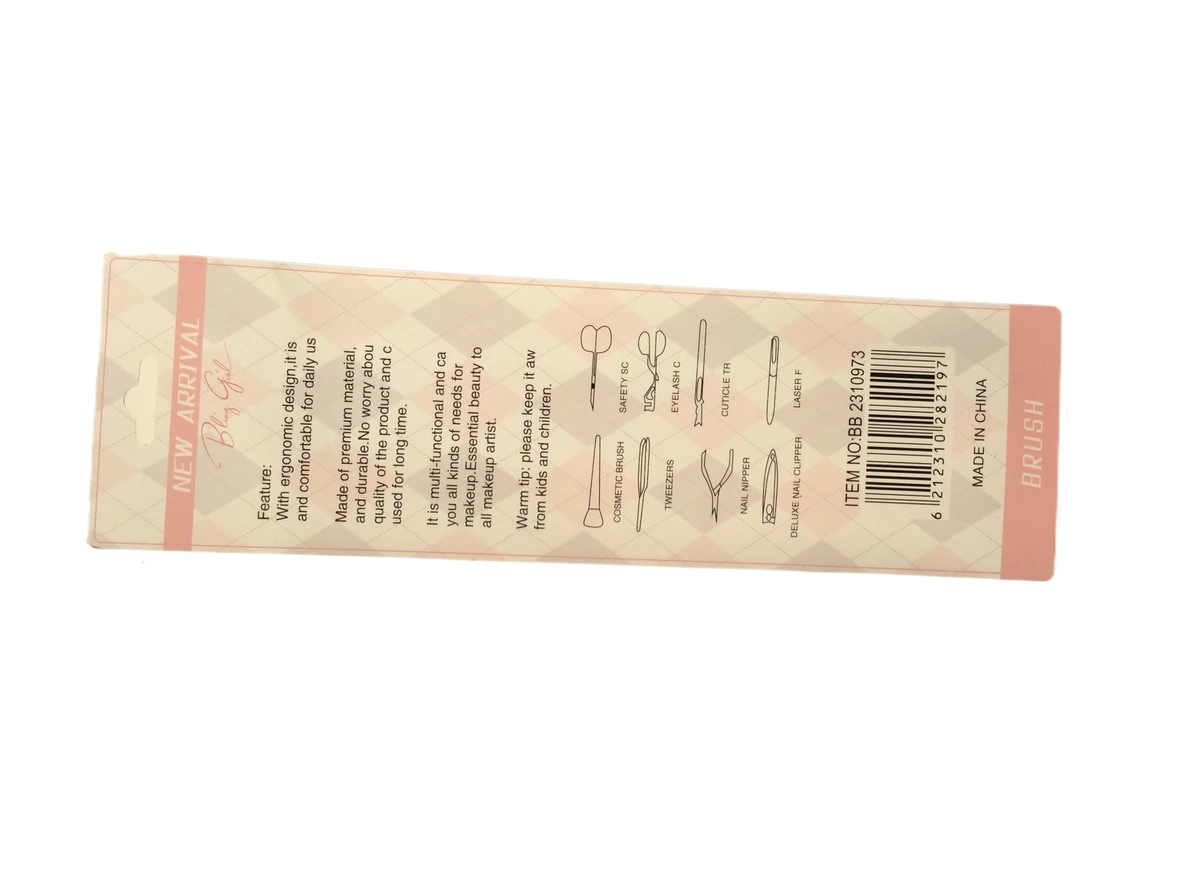 NEW ARRIVAL
Bling Girl
Feature:
With ergonomic design,it is
and comfortable for daily us
Made of premium material,
and durable.No worry abou
quality of the product and c
used for long time.
It is multi-functional and ca
you all kinds of needs for
makeup.Essential beauty to
all makeup artist.
Warm tip: please keep it aw
from kids and children.
COSMETIC BRUSH SAFETY SC
TWEEZERS EYELASH C
NAIL NIPPER CUTICLE TR
DELUXE NAIL CLIPPER LASER F
ITEM NO:BB 2310973
6 212310 282197
MADE IN CHINA
BRUSH